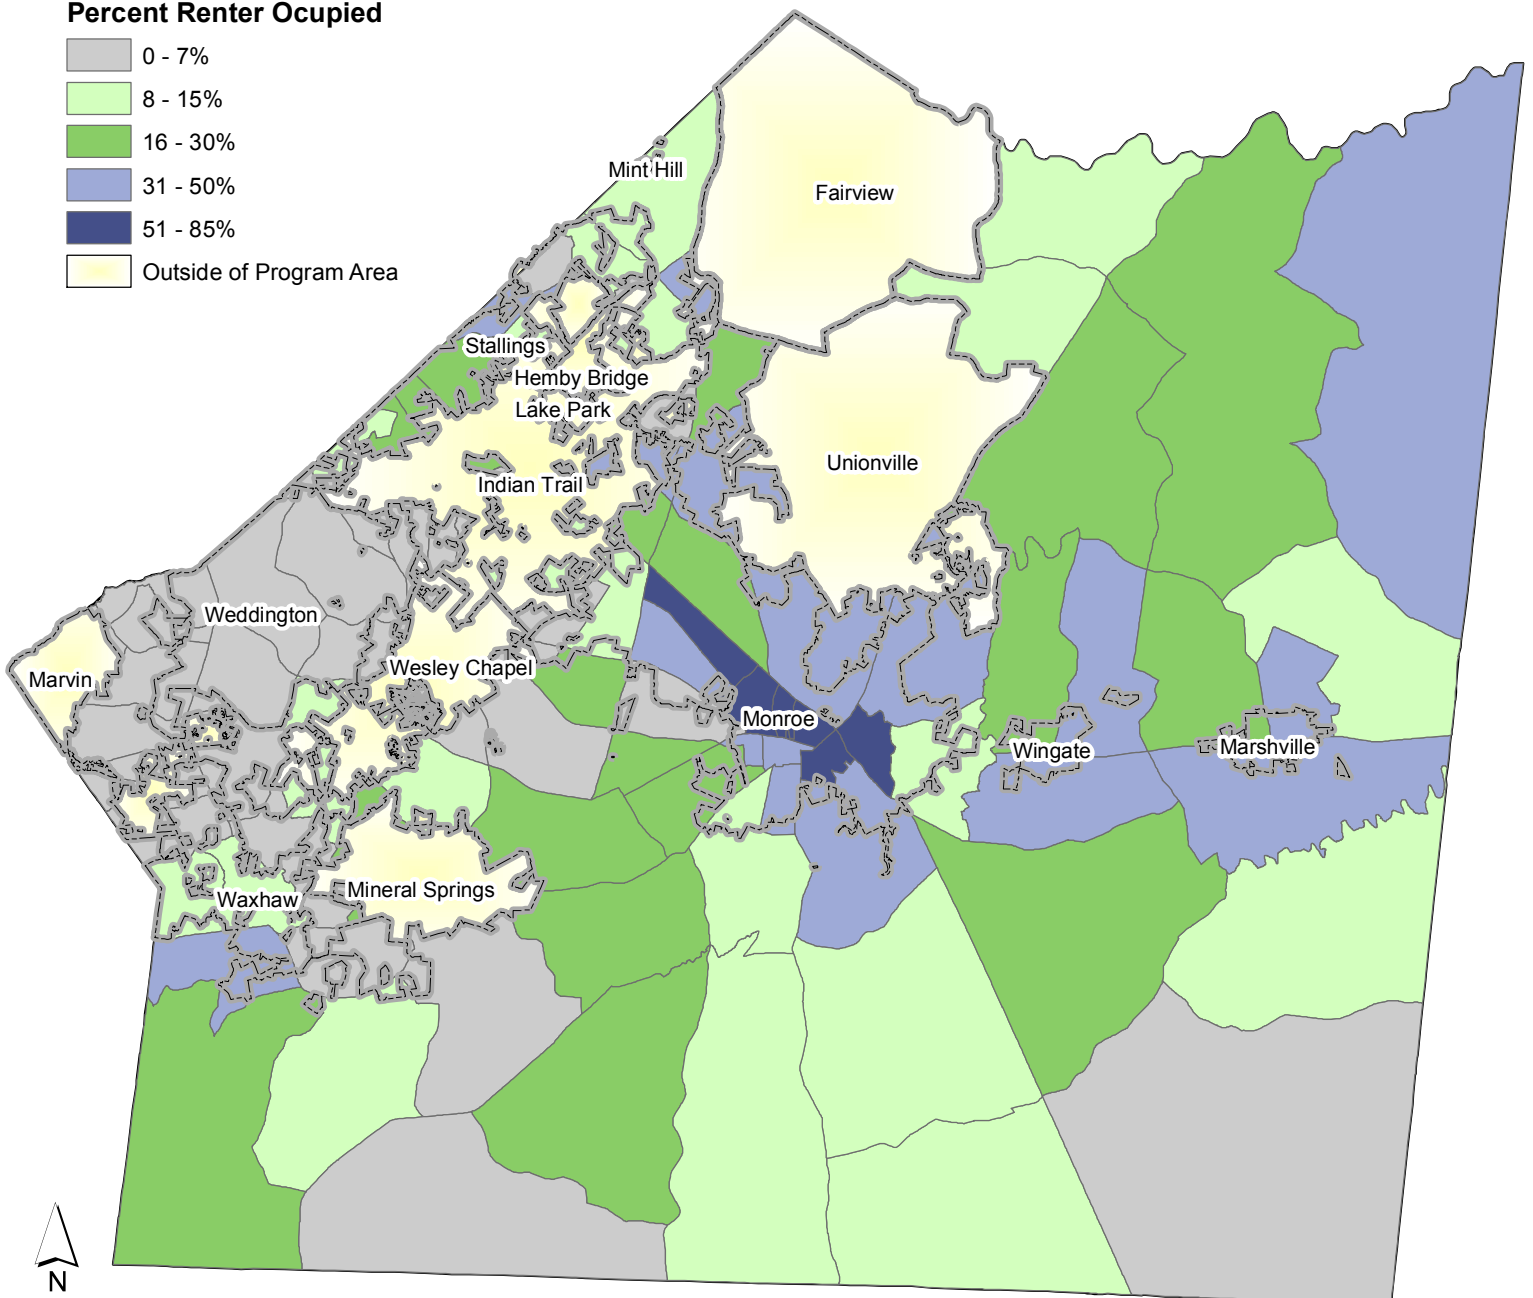 Percent Renter Ocupied
0 - 7%
8 - 15%
16 - 30%
31 - 50%
51 - 85%
Outside of Program Area
Mint Hill
Fairview
Stallings
Hemby Bridge
Lake Park
Unionville
Indian Trail
Weddington
Wesley Chapel
Marvin
Monroe
Wingate
Marshville
Mineral Springs
Waxhaw
N